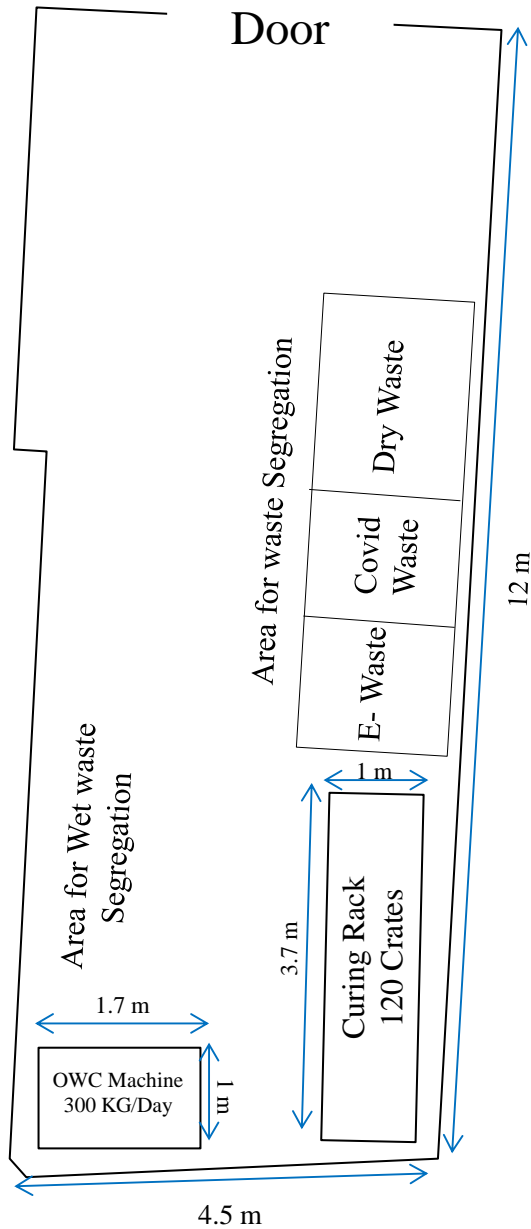 Door
Area for waste Segregation
Dry Waste
Covid
Waste
E- Waste
12 m
1 m
Area for Wet waste
Segregation
3.7 m
Curing Rack
120 Crates
1.7 m
OWC Machine
300 KG/Day
1 m
4.5 m